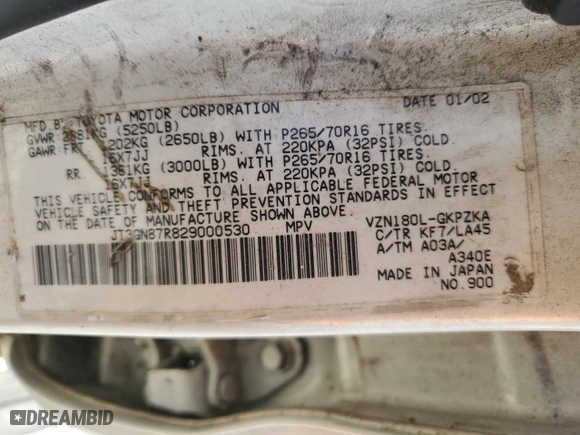 MFD. BY: TOYOTA MOTOR CORPORATION DATE 01/02
GVWR 2381KG (5250LB)
GAWR: FRT. 1202KG (2650LB) WITH P265/70R16 TIRES.
16X7JJ RIMS. AT 220KPA (32PSI) COLD.
RR. 1361KG (3000LB) WITH P265/70R16 TIRES.
16X7JJ RIMS. AT 220KPA (32PSI) COLD.
THIS VEHICLE CONFORMS TO ALL APPLICABLE FEDERAL MOTOR
VEHICLE SAFETY AND THEFT PREVENTION STANDARDS IN EFFECT
ON THE DATE OF MANUFACTURE SHOWN ABOVE.
JT3GN87R829000530 MPV
VZN180L-GKPZKA
C/TR KF7/LA45
A/TM A03A/
A340E
MADE IN JAPAN
NO.900
DREAMBID